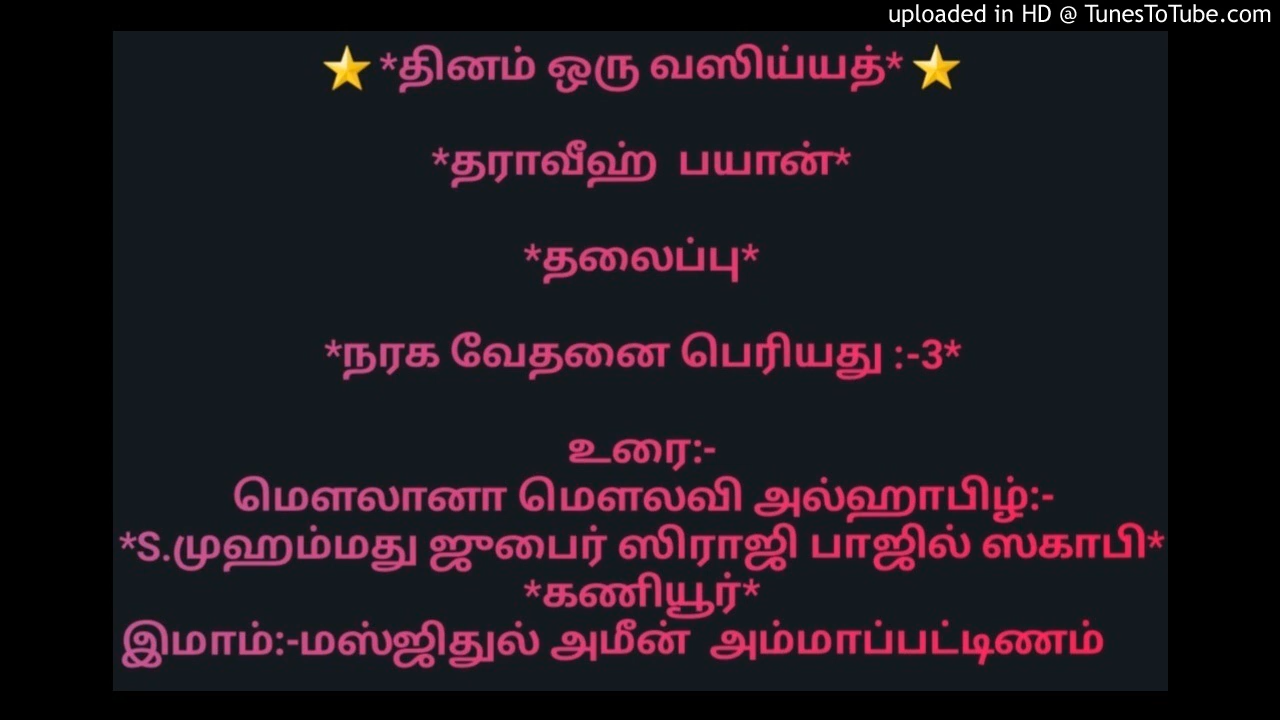 uploaded in HD @ TunesToTube.com
⭐*தினம் ஒரு வஸிய்யத்*⭐
*தராவீஹ் பயான்*
*தலைப்பு*
*நரக வேதனை பெரியது :-3*
உரை:-
மௌலானா மௌலவி அல்ஹாபிழ்:-
*S.முஹம்மது ஜுபைர் ஸிராஜி பாஜில் ஸகாபி*
*கணியூர்*
இமாம்:-மஸ்ஜிதுல் அமீன் அம்மாப்பட்டிணம்